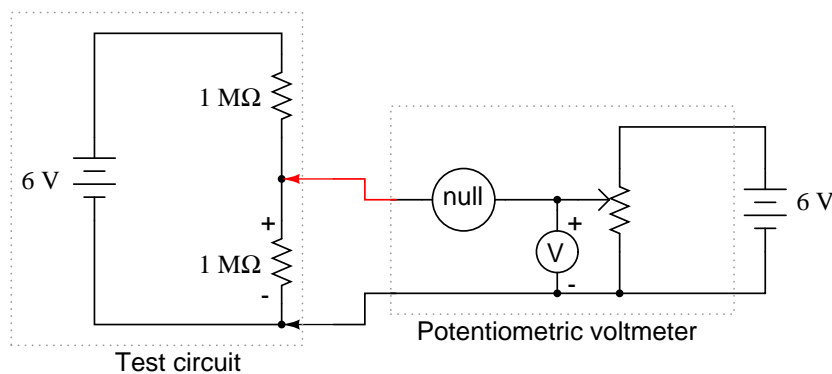 1 MΩ
6 V
+
1 MΩ
-
Test circuit
null
+
V
-
6 V
Potentiometric voltmeter